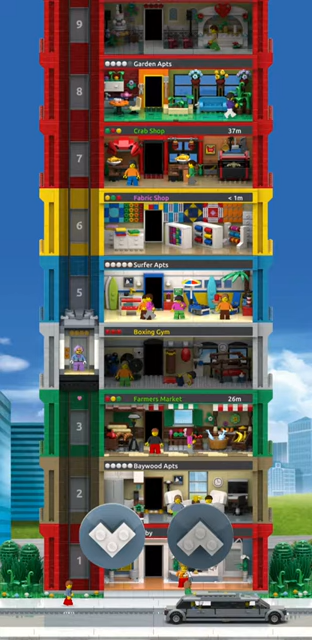 9
Garden Apts
8
Crab Shop 37m
7
Fabric Shop < 1m
6
Surfer Apts
5
Boxing Gym
Farmers Market 26m
3
Baywood Apts
2
by
1